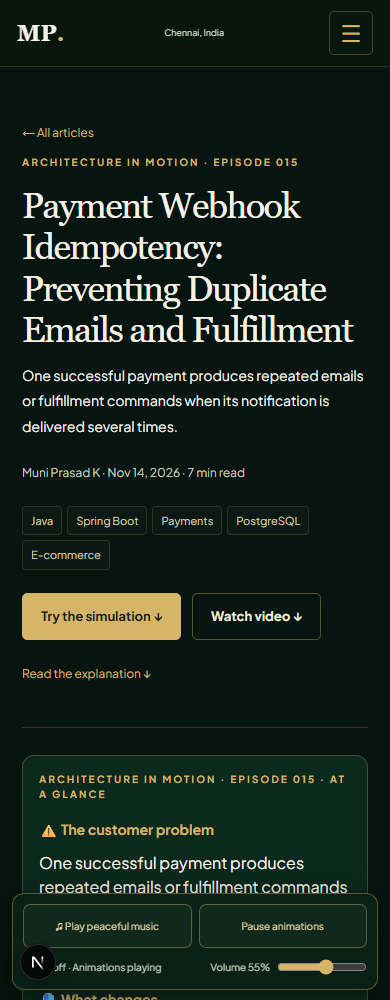 MP.
Chennai, India
← All articles
ARCHITECTURE IN MOTION · EPISODE 015
Payment Webhook
Idempotency:
Preventing Duplicate
Emails and Fulfillment
One successful payment produces repeated emails
or fulfillment commands when its notification is
delivered several times.
Muni Prasad K · Nov 14, 2026 · 7 min read
Java
Spring Boot
Payments
PostgreSQL
E-commerce
Try the simulation ↓
Watch video ↓
Read the explanation ↓
ARCHITECTURE IN MOTION · EPISODE 015 · AT
A GLANCE
⚠️ The customer problem
One successful payment produces
repeated emails or fulfillment commands
♫ Play peaceful music
Pause animations
N
off · Animations playing
Volume 55%
What changes